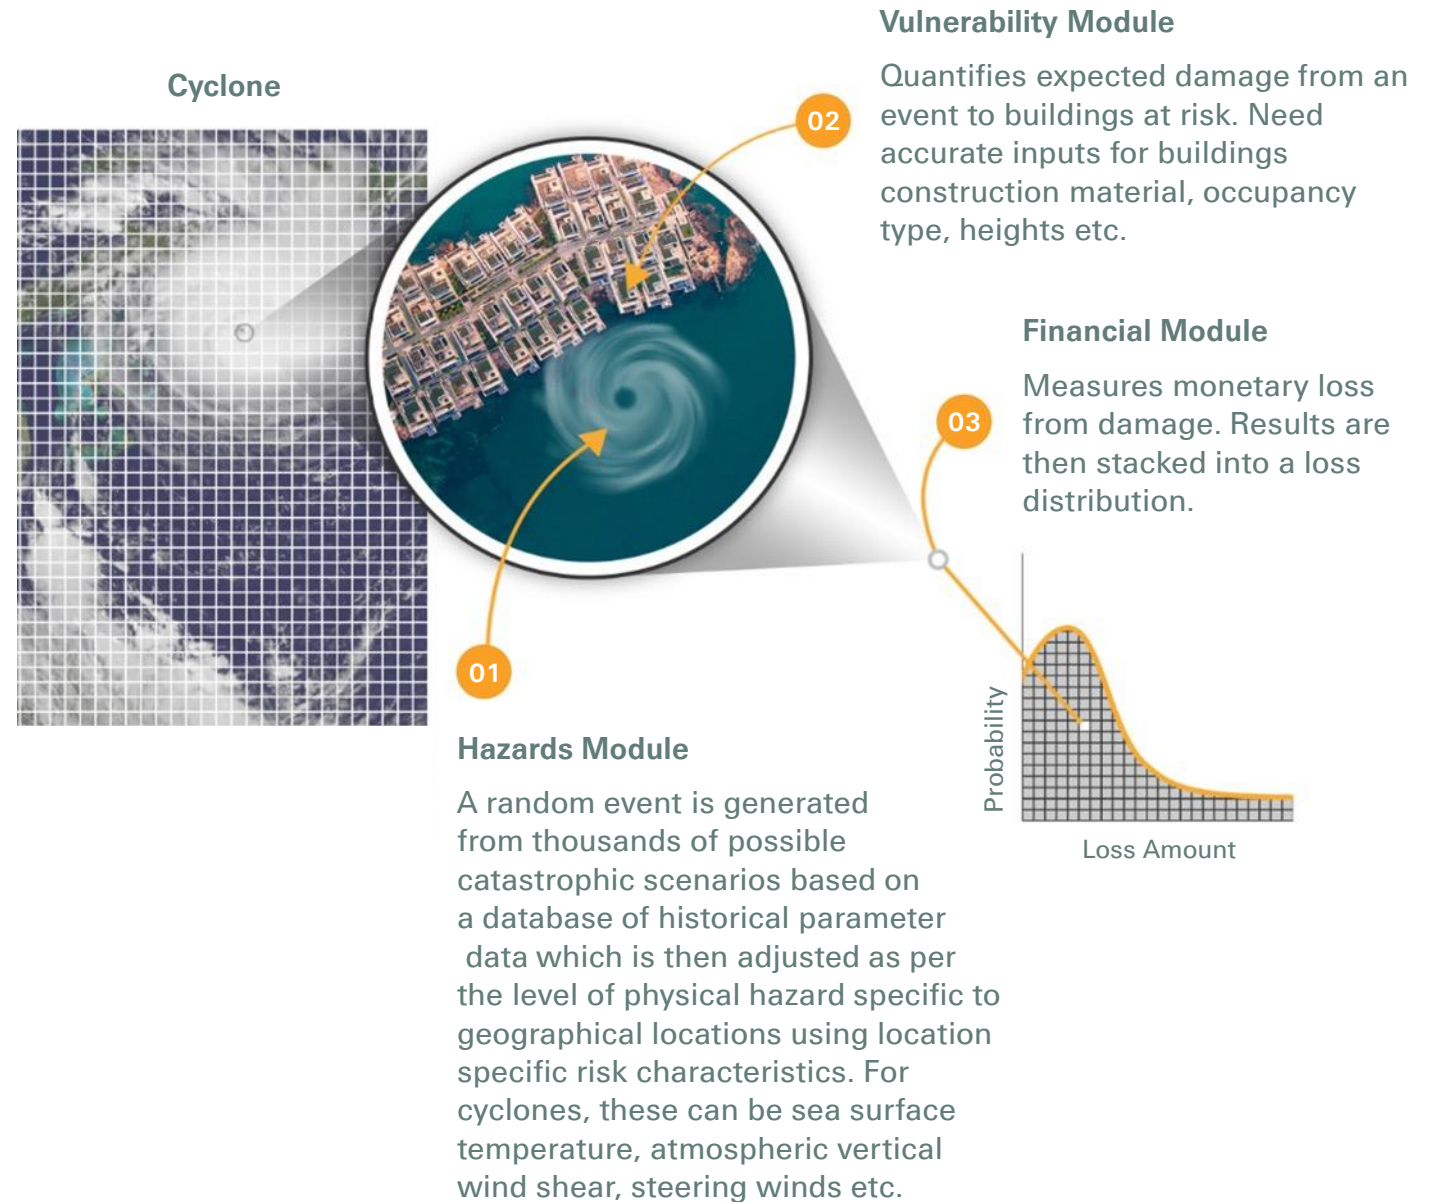 Cyclone
01
Hazards Module
A random event is generated
from thousands of possible
catastrophic scenarios based on
a database of historical parameter
data which is then adjusted as per
the level of physical hazard specific to
geographical locations using location
specific risk characteristics. For
cyclones, these can be sea surface
temperature, atmospheric vertical
wind shear, steering winds etc.
02
Vulnerability Module
Quantifies expected damage from an
event to buildings at risk. Need
accurate inputs for buildings
construction material, occupancy
type, heights etc.
03
Financial Module
Measures monetary loss
from damage. Results are
then stacked into a loss
distribution.
Probability
Loss Amount